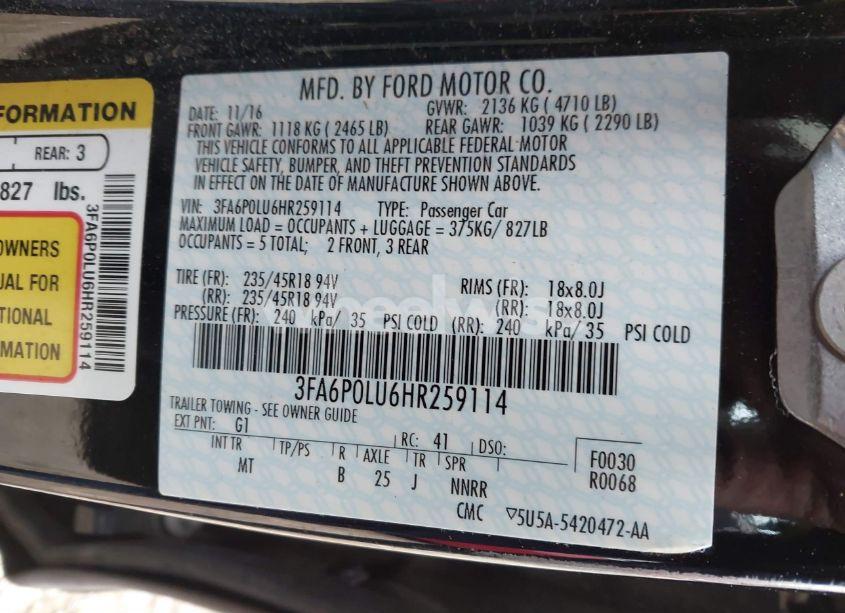 FORMATION
REAR: 3
827 lbs.
OWNERS
UAL FOR
TIONAL
MATION
3FA6P0LU6HR259114
MFD. BY FORD MOTOR CO.
DATE: 11/16 GVWR: 2136 KG ( 4710 LB)
FRONT GAWR: 1118 KG ( 2465 LB) REAR GAWR: 1039 KG ( 2290 LB)
THIS VEHICLE CONFORMS TO ALL APPLICABLE FEDERAL MOTOR
VEHICLE SAFETY, BUMPER, AND THEFT PREVENTION STANDARDS
IN EFFECT ON THE DATE OF MANUFACTURE SHOWN ABOVE.
VIN: 3FA6P0LU6HR259114 TYPE: Passenger Car
MAXIMUM LOAD = OCCUPANTS + LUGGAGE = 375KG/ 827LB
OCCUPANTS = 5 TOTAL; 2 FRONT, 3 REAR
TIRE (FR): 235/45R18 94V RIMS (FR): 18x8.0J
(RR): 235/45R18 94V (RR): 18x8.0J
PRESSURE (FR): 240 kPa/ 35 PSI COLD (RR): 240 kPa/ 35 PSI COLD
3FA6P0LU6HR259114
TRAILER TOWING - SEE OWNER GUIDE
EXT PNT: G1 RC: 41 DSO: F0030
INT TR TP/PS R AXLE TR SPR R0068
MT B 25 J NNRR
CMC ▽5U5A-5420472-AA